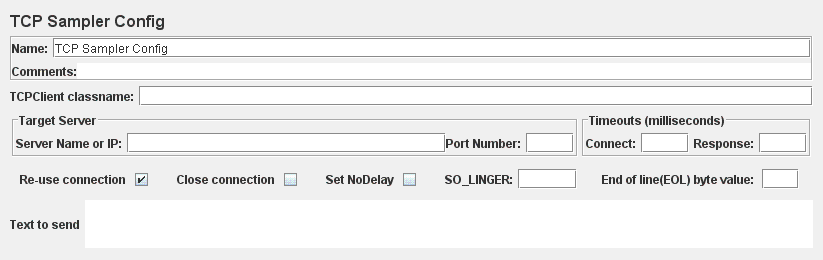 TCP Sampler Config
Name: TCP Sampler Config
Comments:
TCPClient classname:
Target Server Timeouts (milliseconds)
Server Name or IP: Port Number: Connect: Response:
Re-use connection Close connection Set NoDelay SO_LINGER: End of line(EOL) byte value:
Text to send